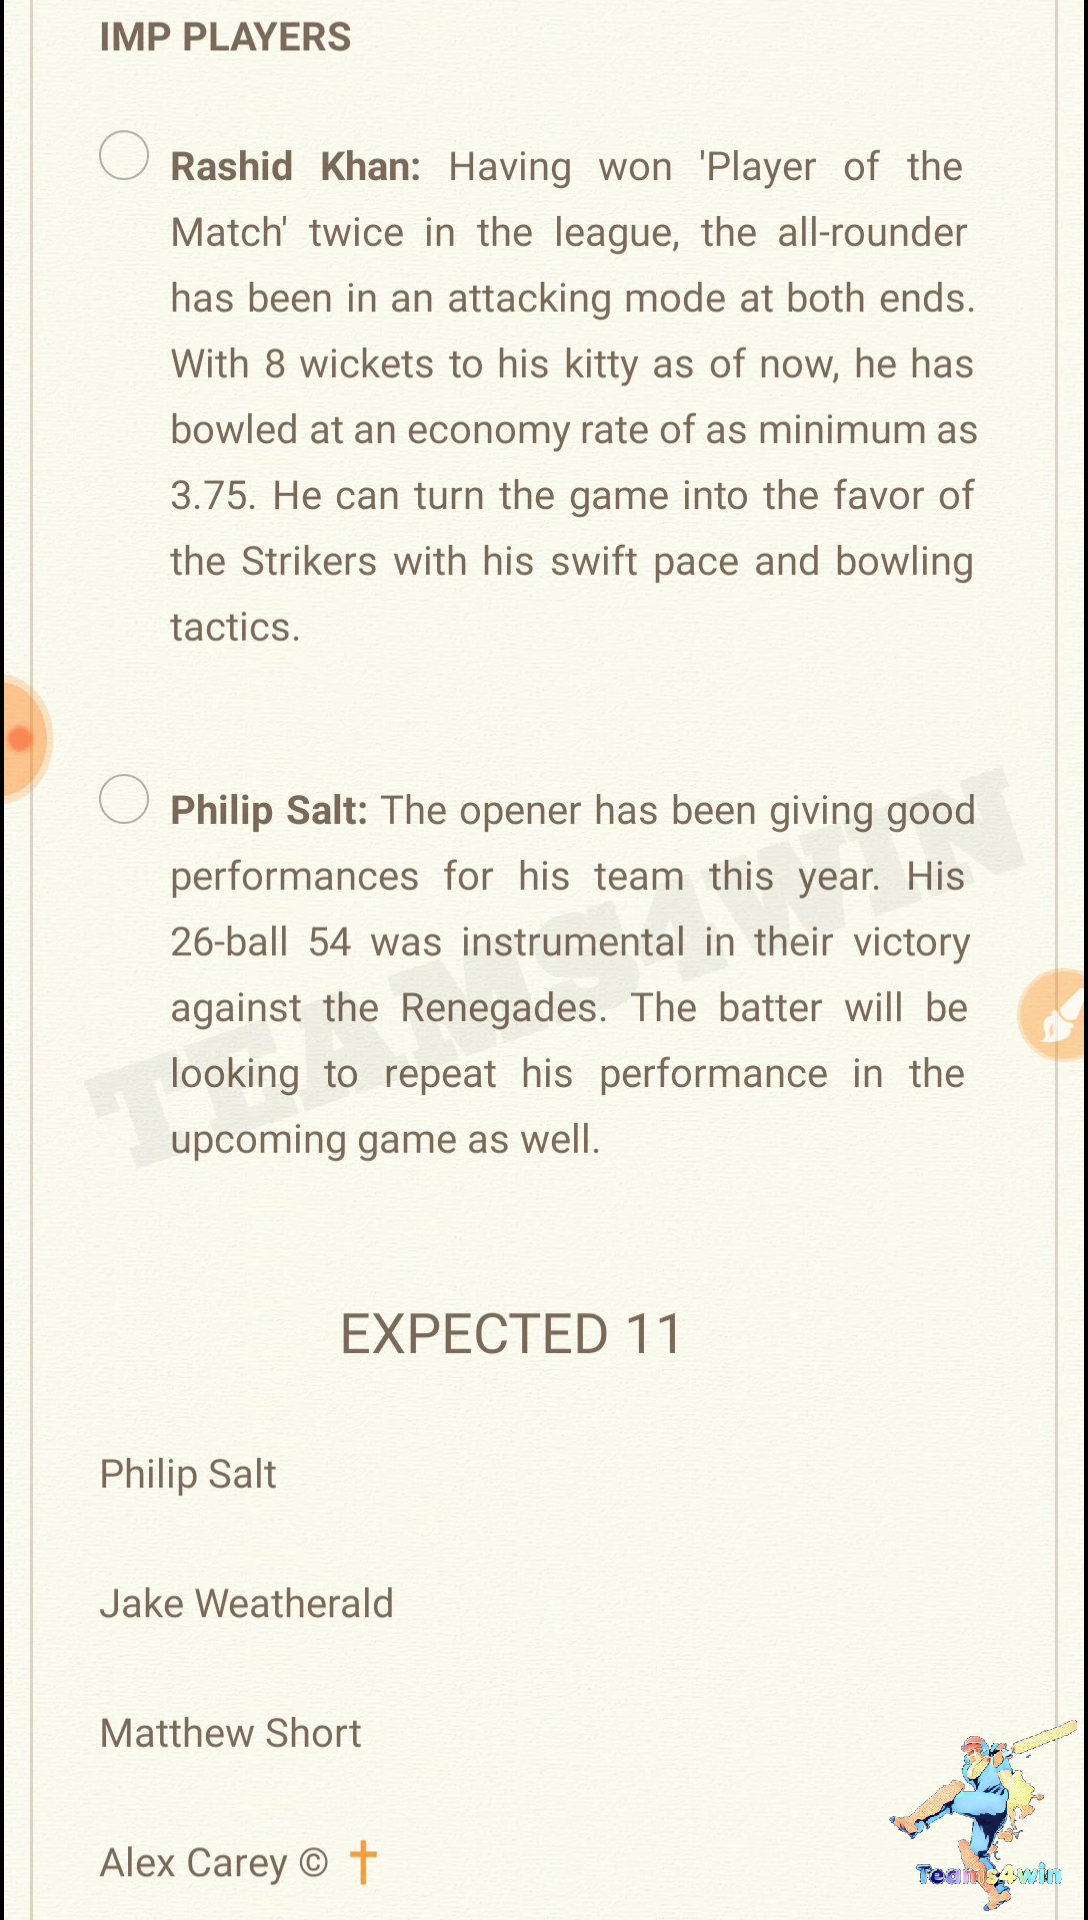 IMP PLAYERS
Rashid Khan: Having won 'Player of the
Match' twice in the league, the all-rounder
has been in an attacking mode at both ends.
With 8 wickets to his kitty as of now, he has
bowled at an economy rate of as minimum as
3.75. He can turn the game into the favor of
the Strikers with his swift pace and bowling
tactics.
Philip Salt: The opener has been giving good
performances for his team this year. His
26-ball 54 was instrumental in their victory
against the Renegades. The batter will be
looking to repeat his performance in the
upcoming game as well.
TEAMS4WIN
EXPECTED 11
Philip Salt
Jake Weatherald
Matthew Short
Alex Carey © †
Teams4win